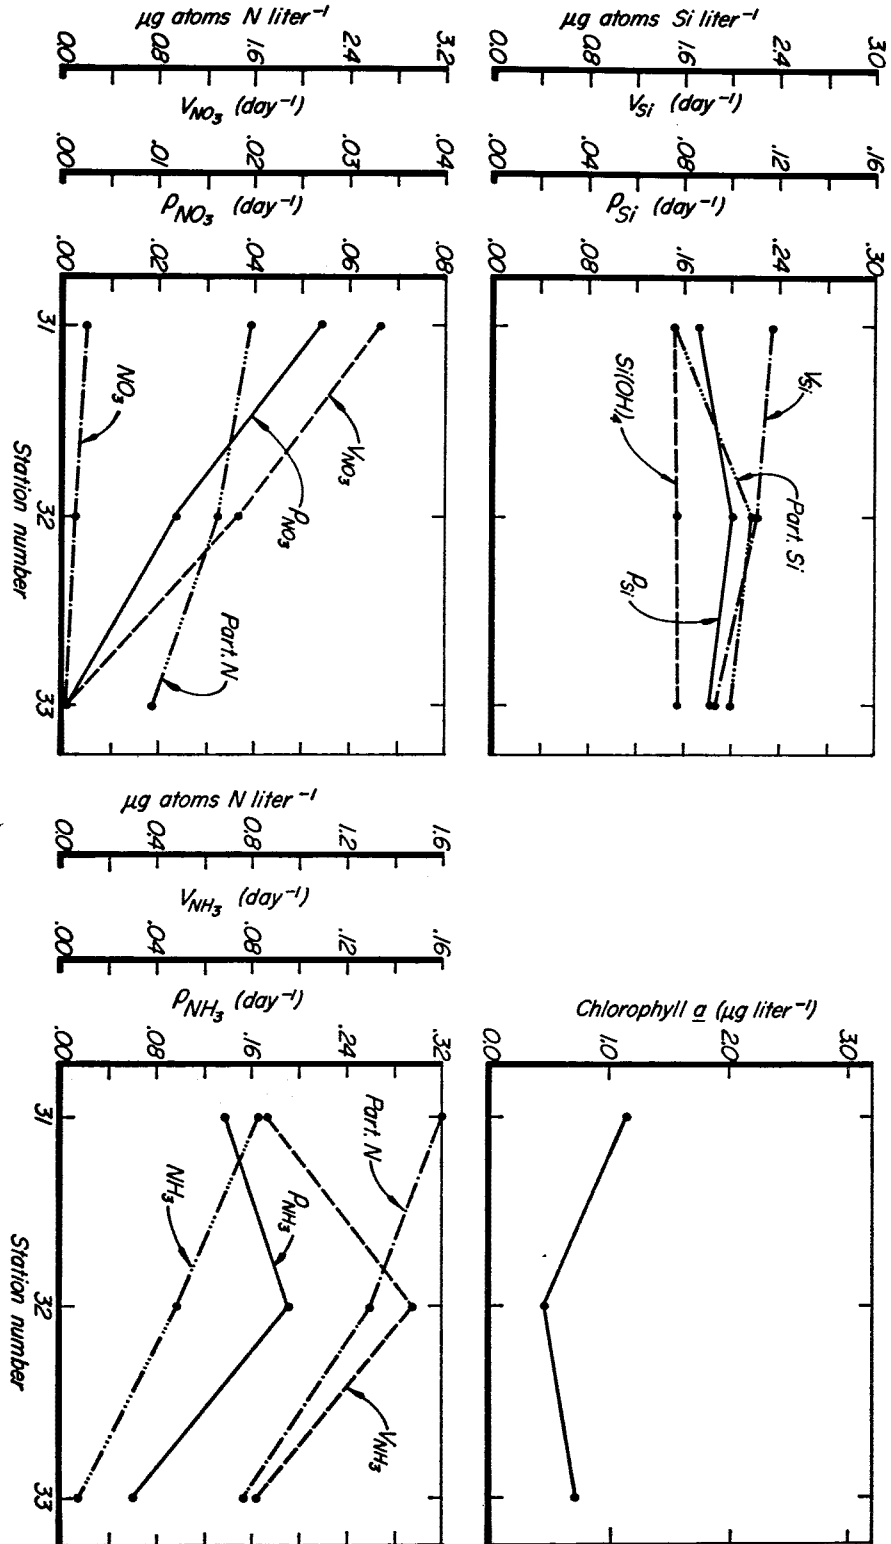 μg atoms Si liter⁻¹
3.0
2.4
1.6
0.8
0.0
V_Si (day⁻¹)
.16
.12
.08
.04
.00
ρ_Si (day⁻¹)
.30
.24
.16
.08
.00
V_Si
Part. Si
Si(OH)₄
ρ_Si
Chlorophyll a (μg liter⁻¹)
3.0
2.0
1.0
0.0
μg atoms N liter⁻¹
3.2
2.4
1.6
0.8
0.0
V_NO₃ (day⁻¹)
.04
.03
.02
.01
.00
ρ_NO₃ (day⁻¹)
.08
.06
.04
.02
.00
V_NO₃
ρ_NO₃
Part. N
NO₃
31 32 33
Station number
μg atoms N liter⁻¹
1.6
1.2
0.8
0.4
0.0
V_NH₃ (day⁻¹)
.16
.12
.08
.04
.00
ρ_NH₃ (day⁻¹)
.32
.24
.16
.08
.00
Part. N
V_NH₃
ρ_NH₃
NH₃
31 32 33
Station number